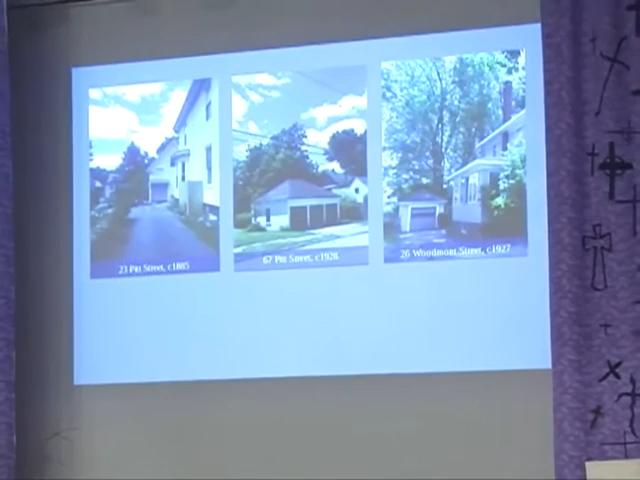 23 Pitt Street, c1885
67 Pitt Street, c1928
26 Woodmont Street, c1927